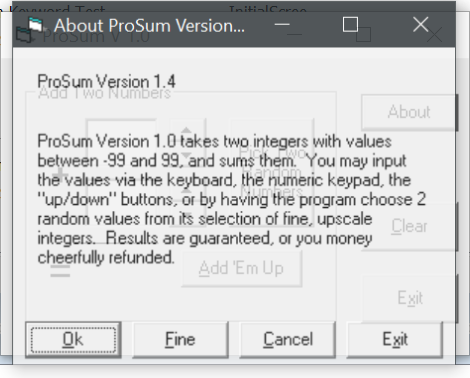 Keyword Test InitialScree
About ProSum Version...
ProSum V 1.0
ProSum Version 1.4
Add Two Numbers
About
ProSum Version 1.0 takes two integers with values
between -99 and 99, and sums them. You may input
the values via the keyboard, the numeric keypad, the
"up/down" buttons, or by having the program choose 2
random values from its selection of fine, upscale
integers. Results are guaranteed, or you money
cheerfully refunded.
+
Pick Two
Random
Numbers
Clear
=
Add 'Em Up
Exit
Ok Fine Cancel Exit